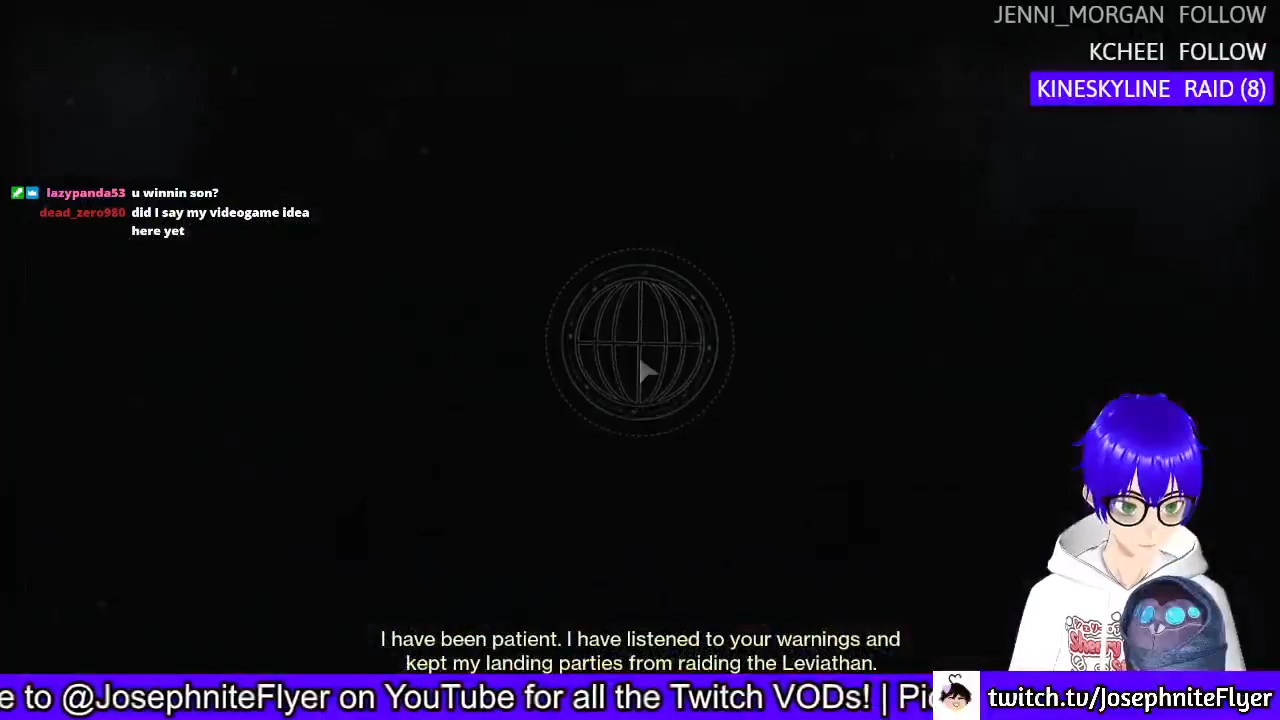 JENNI_MORGAN FOLLOW
KCHEEI FOLLOW
KINESKYLINE RAID (8)
lazypanda53 u winnin son?
dead_zero980 did I say my videogame idea
here yet
I have been patient. I have listened to your warnings and
kept my landing parties from raiding the Leviathan.
e to @JosephniteFlyer on YouTube for all the Twitch VODs! | Pic
twitch.tv/JosephniteFlyer